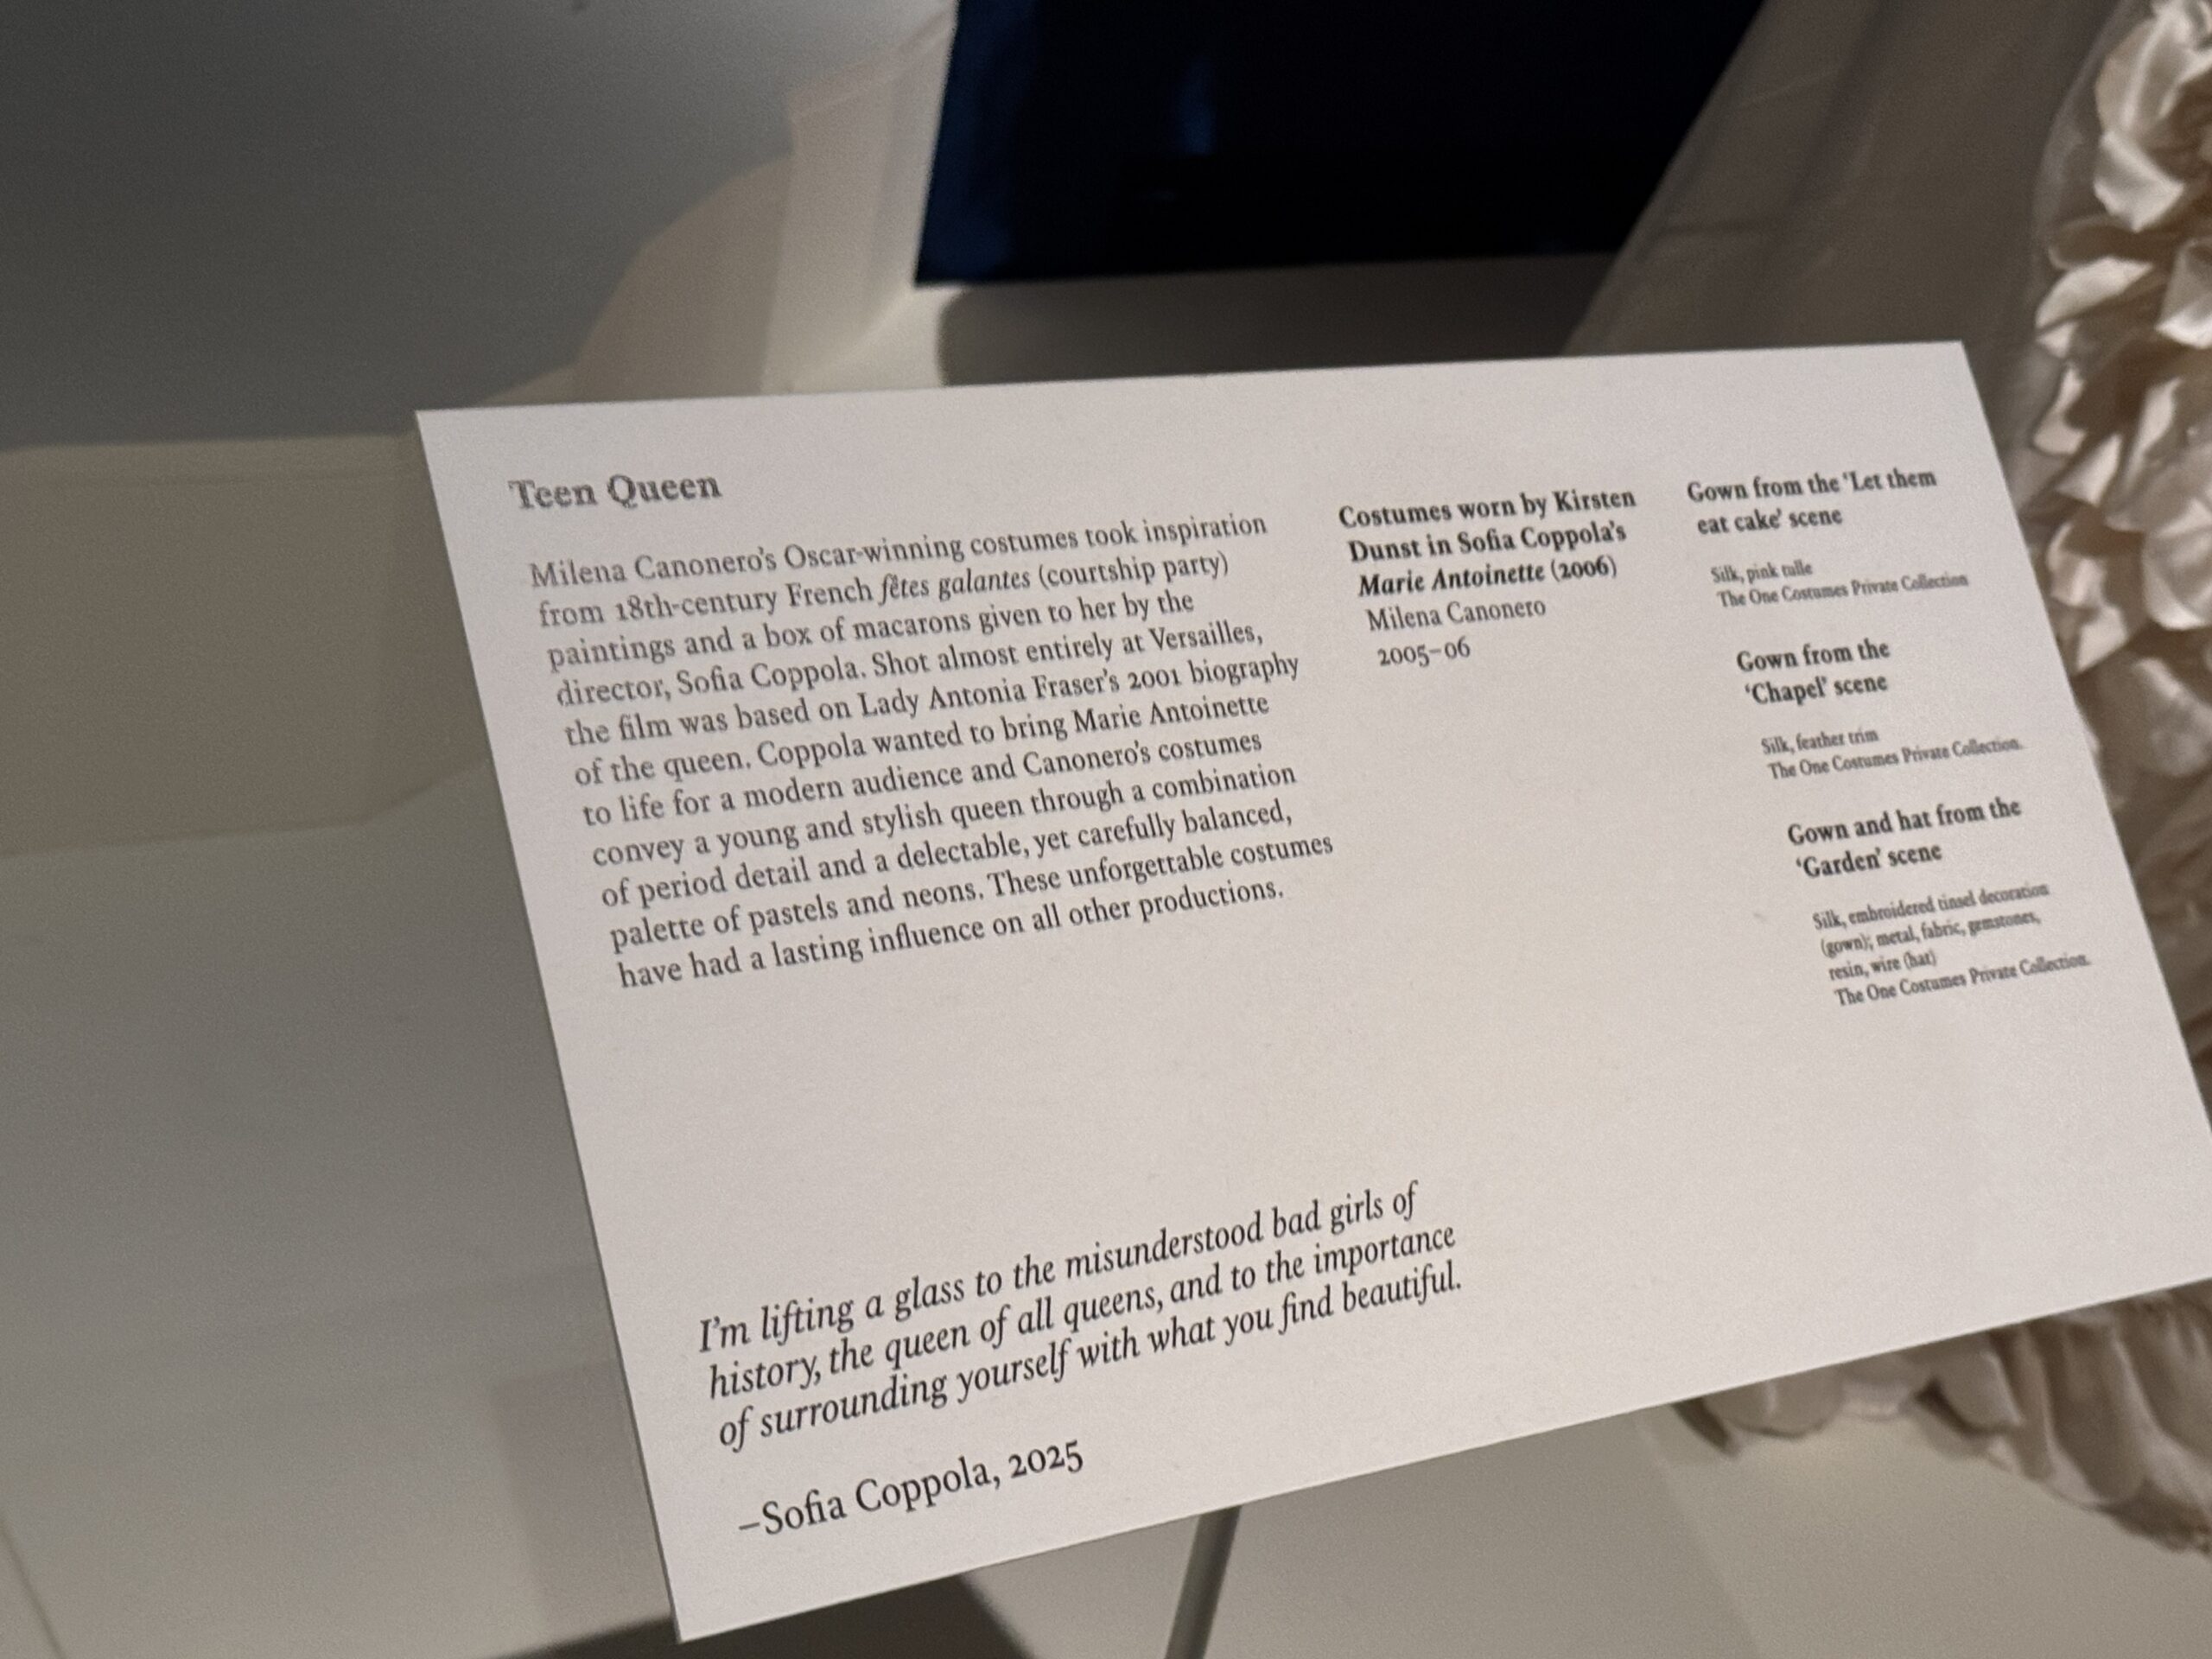 Teen Queen
Milena Canonero's Oscar-winning costumes took inspiration
from 18th-century French fêtes galantes (courtship party)
paintings and a box of macarons given to her by the
director, Sofia Coppola. Shot almost entirely at Versailles,
the film was based on Lady Antonia Fraser's 2001 biography
of the queen. Coppola wanted to bring Marie Antoinette
to life for a modern audience and Canonero's costumes
convey a young and stylish queen through a combination
of period detail and a delectable, yet carefully balanced,
palette of pastels and neons. These unforgettable costumes
have had a lasting influence on all other productions.
Costumes worn by Kirsten
Dunst in Sofia Coppola's
Marie Antoinette (2006)
Milena Canonero
2005–06
Gown from the 'Let them
eat cake' scene
Silk, pink tulle
The One Costumes Private Collection
Gown from the
'Chapel' scene
Silk, feather trim
The One Costumes Private Collection.
Gown and hat from the
'Garden' scene
Silk, embroidered tinsel decoration
(gown); metal, fabric, gemstones,
resin, wire (hat)
The One Costumes Private Collection.
I'm lifting a glass to the misunderstood bad girls of
history, the queen of all queens, and to the importance
of surrounding yourself with what you find beautiful.
–Sofia Coppola, 2025